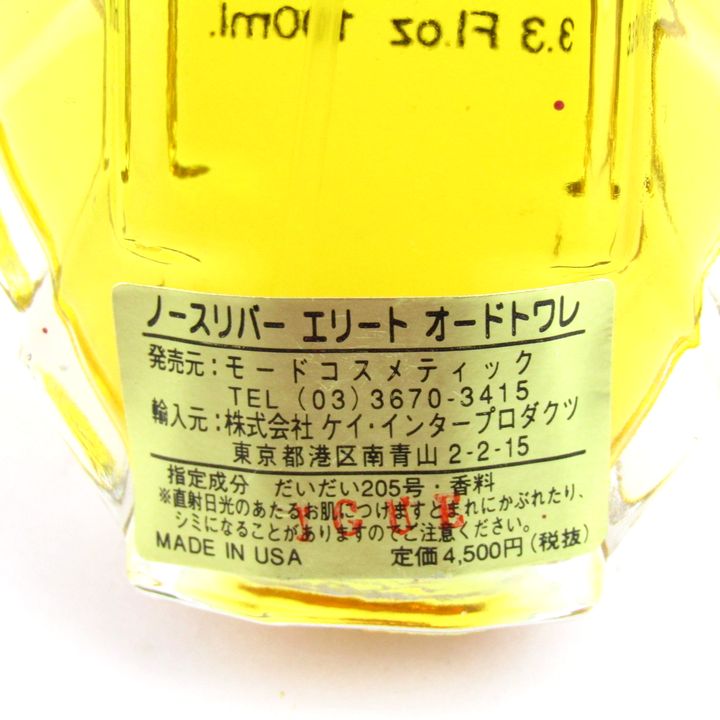 3.3 Fl.oz 100ml.
ノースリバー エリート オードトワレ
発売元：モードコスメティック
TEL (03) 3670-3415
輸入元：株式会社 ケイ・インタープロダクツ
東京都港区南青山 2-2-15
指定成分 だいだい205号・香料
※直射日光のあたるお肌につけますとまれにかぶれたり、
シミになることがありますのでご注意ください。
MADE IN USA 定価4,500円(税抜)